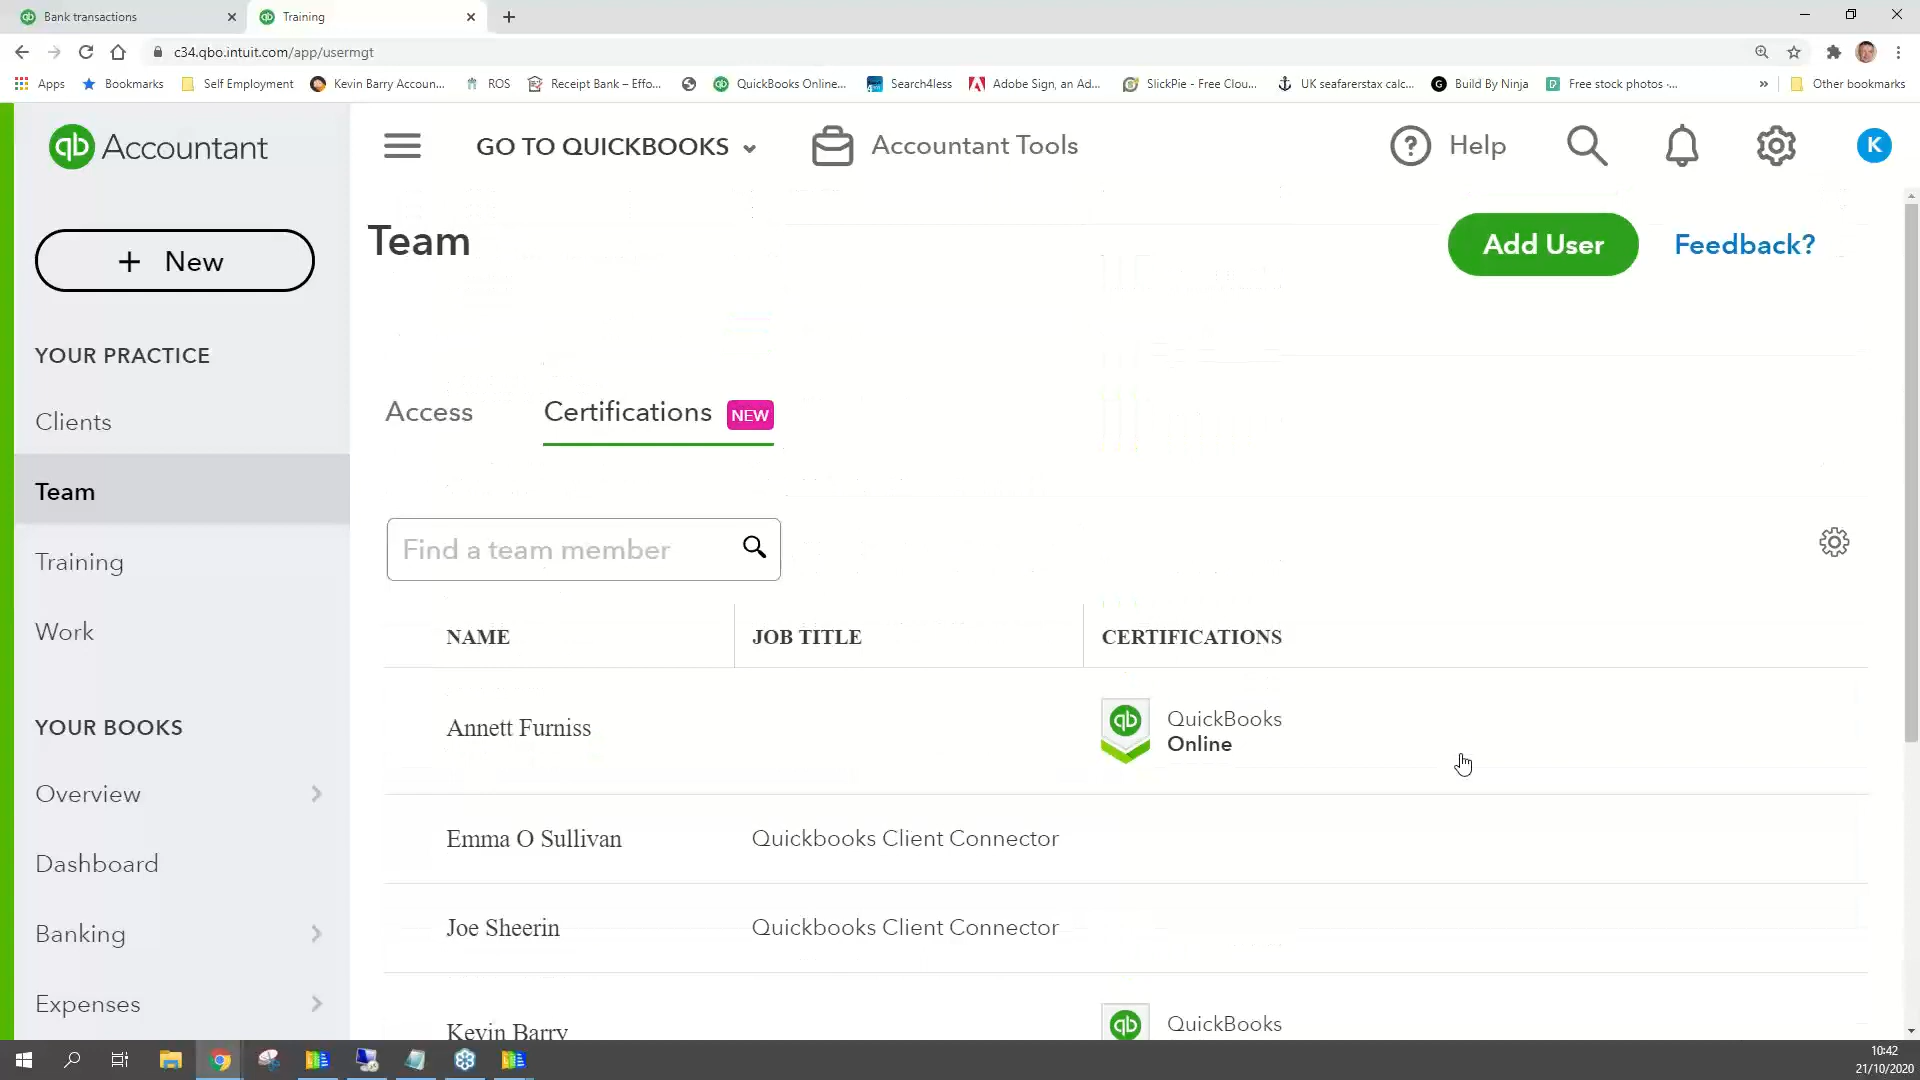 Bank transactions
Training
c34.qbo.intuit.com/app/usermgt
Apps
Bookmarks
Self Employment
Kevin Barry Accoun...
ROS
Receipt Bank – Effo...
QuickBooks Online...
Search4less
Adobe Sign, an Ad...
SlickPie - Free Clou...
UK seafarerstax calc...
Build By Ninja
Free stock photos -...
»
Other bookmarks
qb Accountant
GO TO QUICKBOOKS
Accountant Tools
? Help
K
+ New
Team
Add User
Feedback?
YOUR PRACTICE
Clients
Team
Training
Work
YOUR BOOKS
Overview
Dashboard
Banking
Expenses
Access
Certifications NEW
Find a team member
NAME JOB TITLE CERTIFICATIONS
Annett Furniss
qb QuickBooks
Online
Emma O Sullivan Quickbooks Client Connector
Joe Sheerin Quickbooks Client Connector
Kevin Barry
qb QuickBooks
10:42
21/10/2020